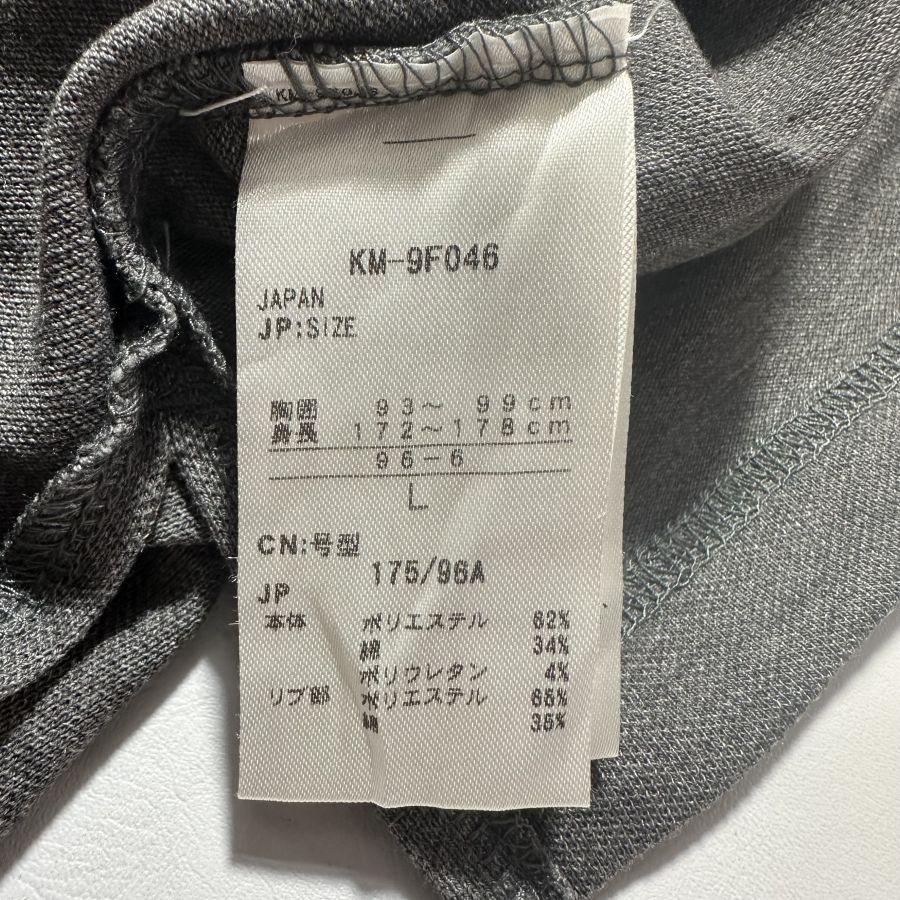 KM-9F046
JAPAN
JP:SIZE
胸囲 93〜 99cm
身長 172〜178cm
96-6
L
CN:号型
175/96A
JP
本体 ポリエステル 62%
綿 34%
ポリウレタン 4%
リブ部 ポリエステル 65%
綿 35%